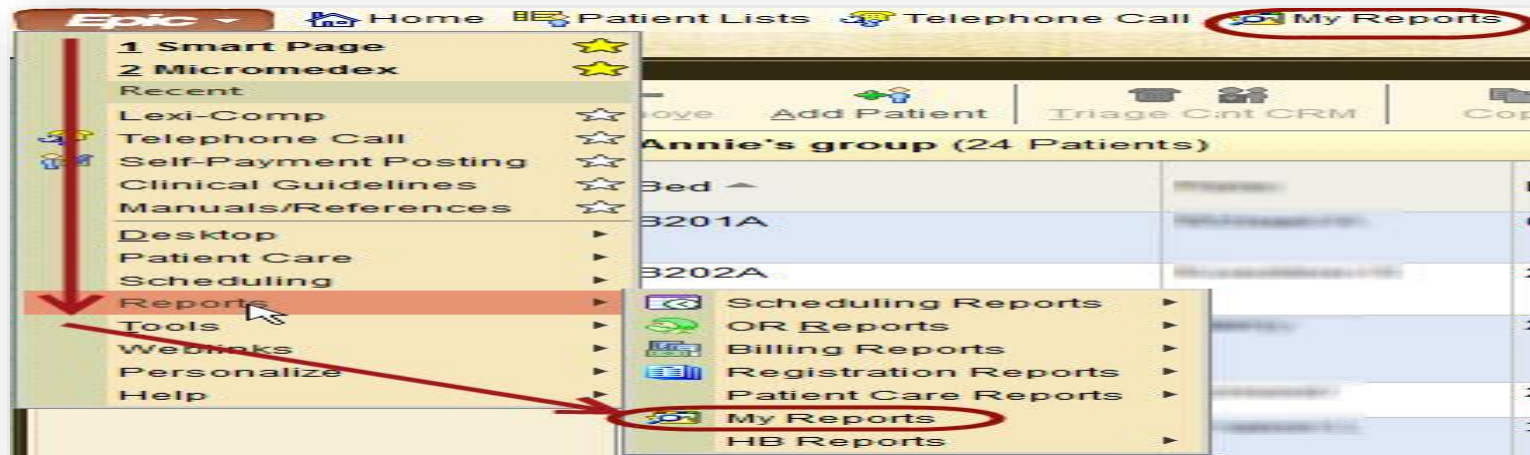 Epic Home Patient Lists Telephone Call My Reports
1 Smart Page
2 Micromedex
Recent
Lexi-Comp
Telephone Call
Self-Payment Posting
Clinical Guidelines
Manuals/References
Desktop
Patient Care
Scheduling
Reports
Tools
Weblinks
Personalize
Help
Add Patient Triage Cint CRM
Annie's group (24 Patients)
Bed
B201A
B202A
Scheduling Reports
OR Reports
Billing Reports
Registration Reports
Patient Care Reports
My Reports
HB Reports